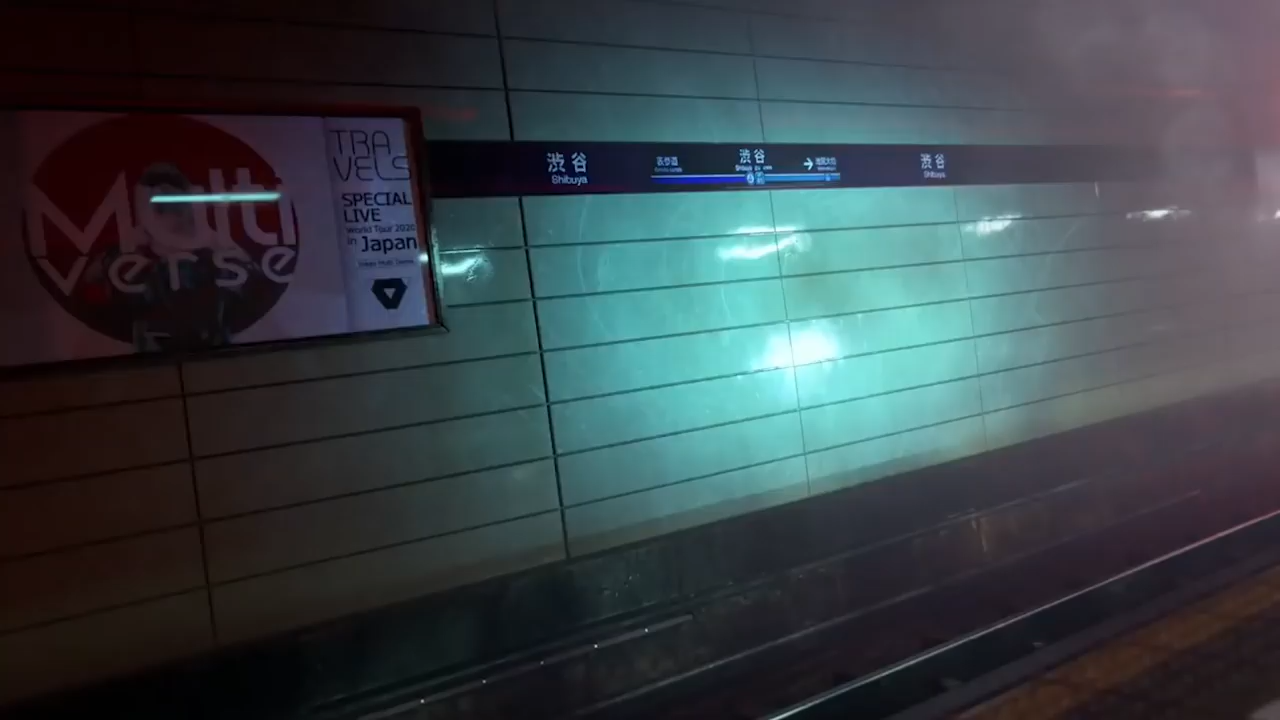 Multi
verse
TRA
VELS
SPECIAL
LIVE
World Tour 2020
in Japan
渋谷
Shibuya
渋谷
渋谷
Shibuya